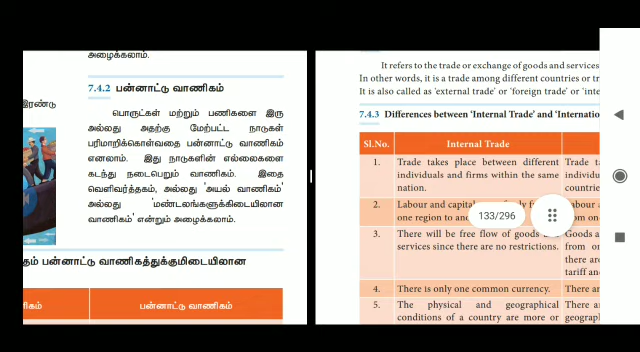 அழைக்கலாம்.
இரண்டு
7.4.2 பன்னாட்டு வாணிகம்
பொருட்கள் மற்றும் பணிகளை இரு
அல்லது அதற்கு மேற்பட்ட நாடுகள்
பரிமாறிக்கொள்வதை பன்னாட்டு வாணிகம்
எனலாம். இது நாடுகளின் எல்லைகளை
கடந்து நடைபெறும் வாணிகம். இதை
வெளிவர்த்தகம், அல்லது 'அயல் வாணிகம்'
அல்லது 'மண்டலங்களுக்கிடையிலான
வாணிகம்' என்றும் அழைக்கலாம்.
பன்னாட்டு வாணிகத்துக்குமிடையிலான
பன்னாட்டு வாணிகம்
It refers to the trade or exchange of goods and services
In other words, it is a trade among different countries or
It is also called as 'external trade' or 'foreign trade' or
7.4.3 Differences between 'Internal Trade' and
Sl.No. Internal Trade
1. Trade takes place between different
individuals and firms within the same
nation.
2. Labour and
one region to
133/296
3. There will be free flow of goods
services since there are no restrictions.
from
there are
tariff
4. There is only one common currency.
5. The physical and geographical
conditions of a country are more or